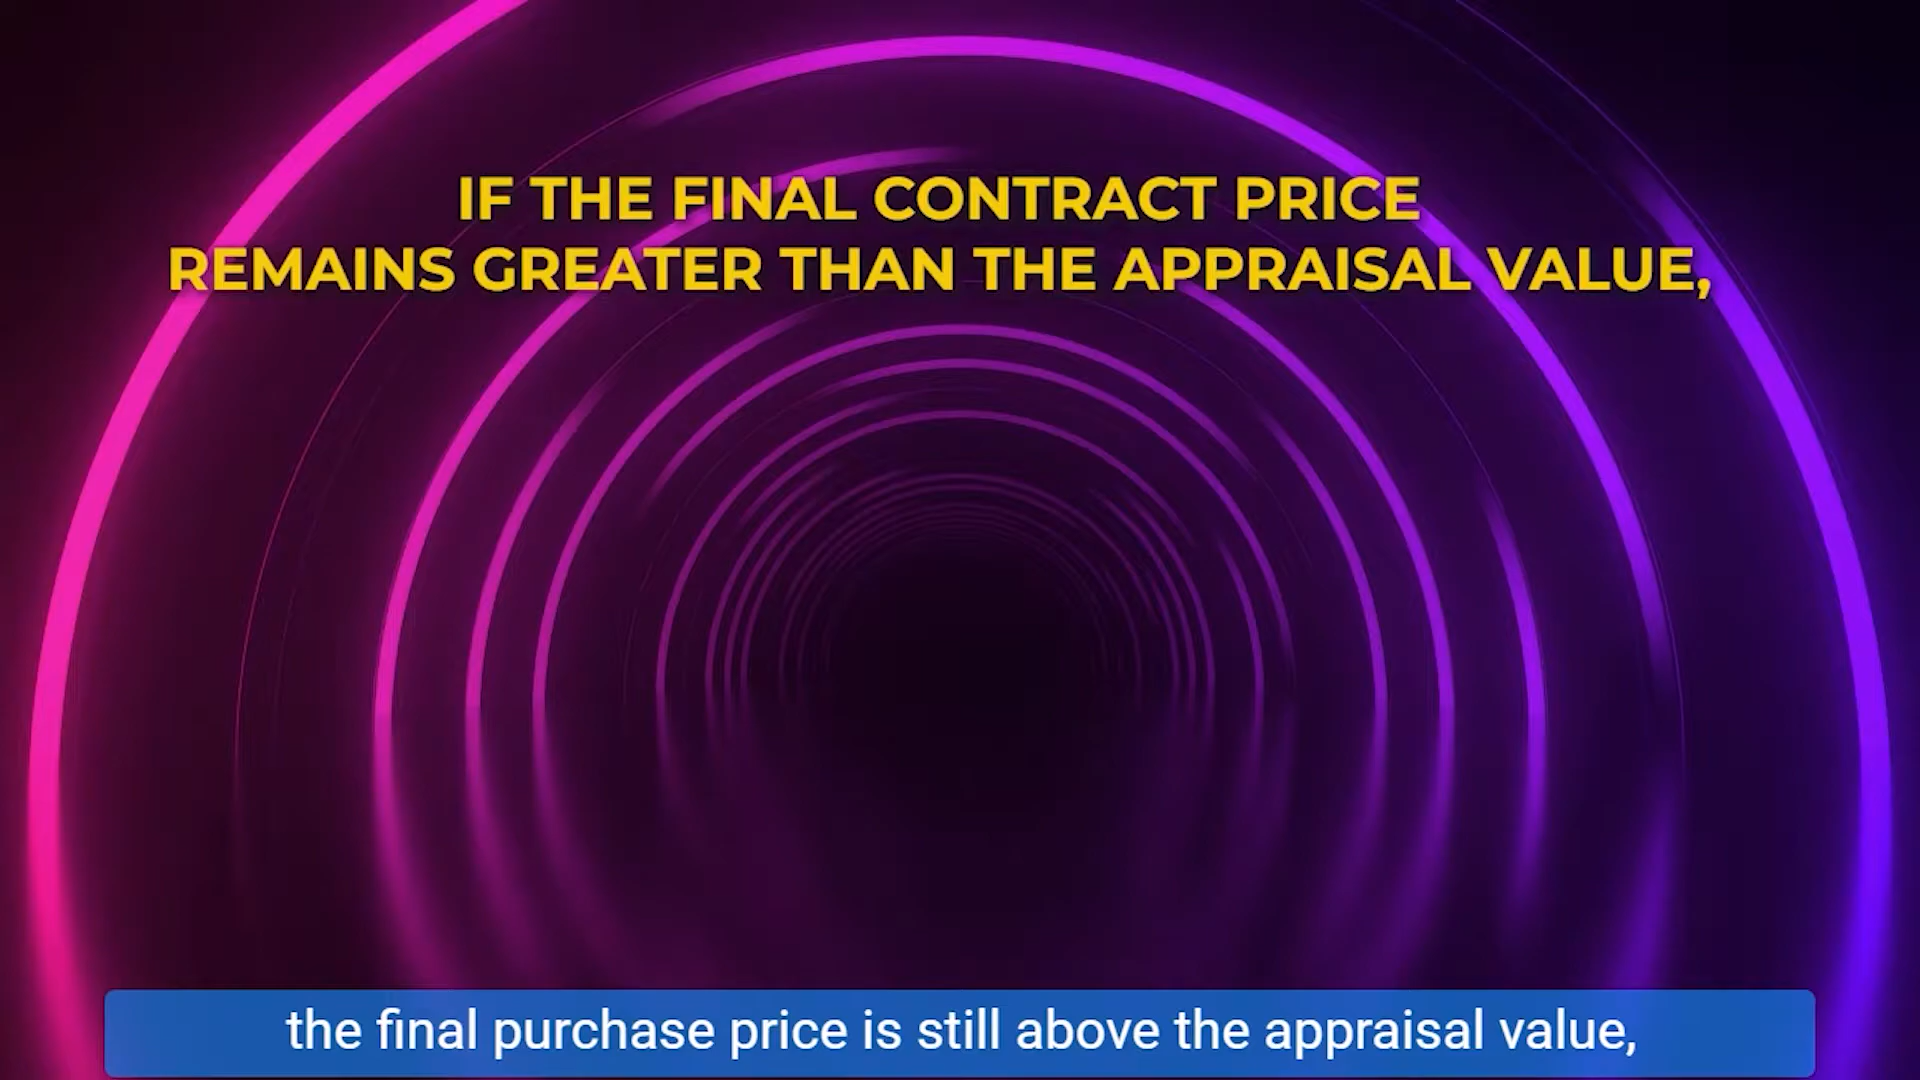 IF THE FINAL CONTRACT PRICE
REMAINS GREATER THAN THE APPRAISAL VALUE,
the final purchase price is still above the appraisal value,